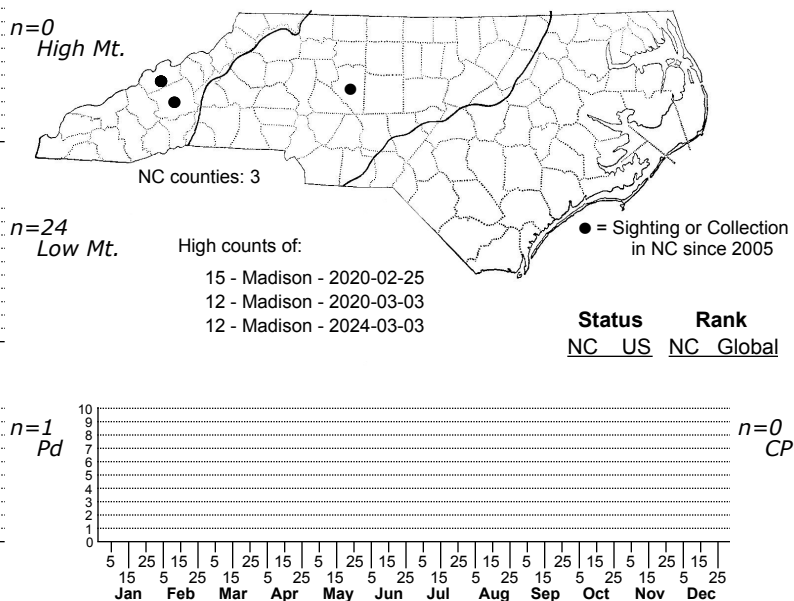 n=0
High Mt.
NC counties: 3
n=24
Low Mt.
High counts of:
15 - Madison - 2020-02-25
12 - Madison - 2020-03-03
12 - Madison - 2024-03-03
● = Sighting or Collection
in NC since 2005
Status Rank
NC US NC Global
n=1
Pd
n=0
CP
10
9
8
7
6
5
4
3
2
1
0
5 25 15 5 25 15 5 25 15 5 25 15 5 25 15 5 25 15
15 5 25 15 5 25 15 5 25 15 5 25 15 5 25 15 5 25
Jan Feb Mar Apr May Jun Jul Aug Sep Oct Nov Dec